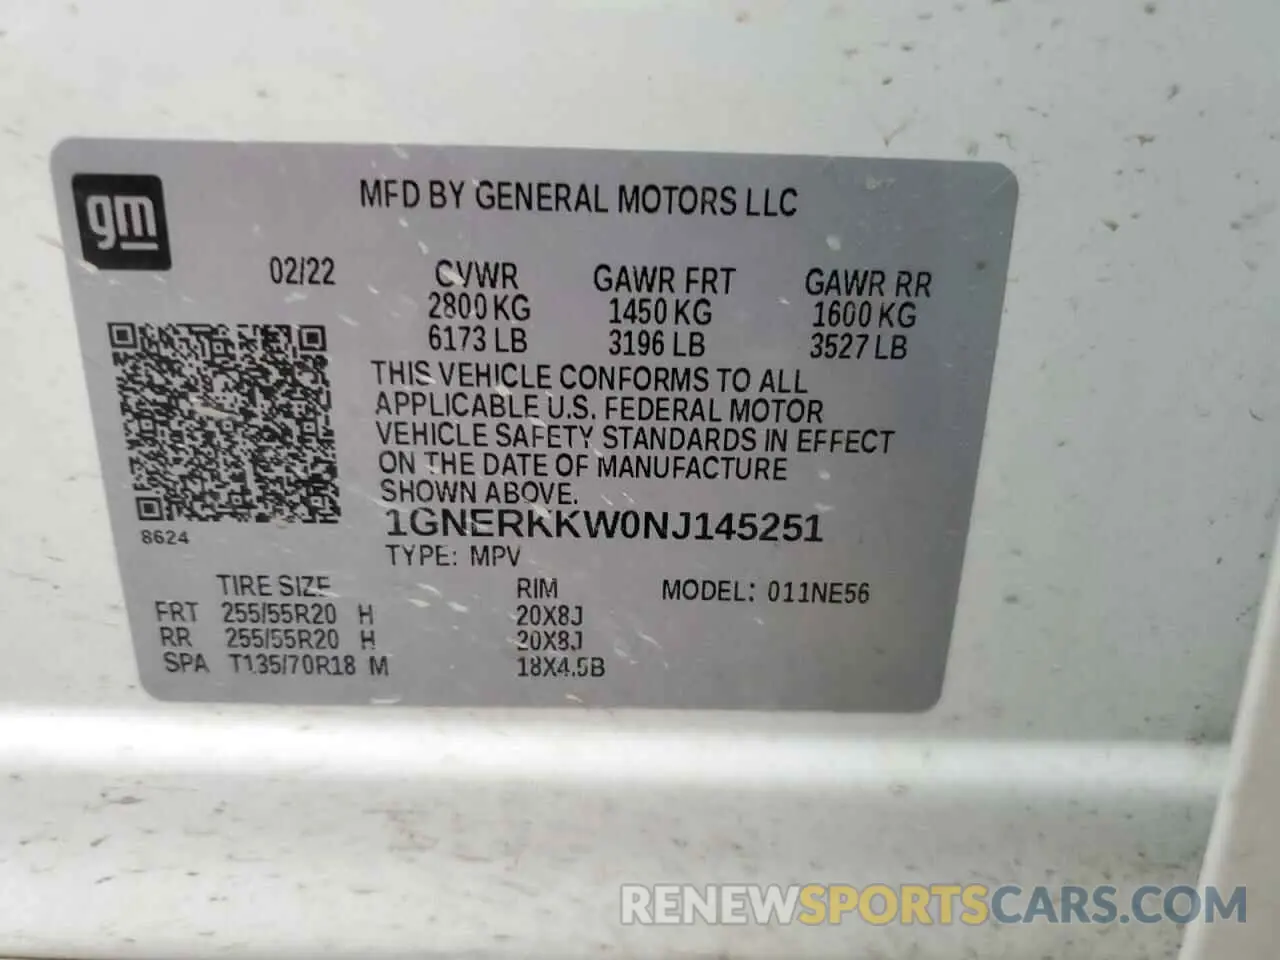 gm
MFD BY GENERAL MOTORS LLC
02/22 GVWR GAWR FRT GAWR RR
2800 KG 1450 KG 1600 KG
6173 LB 3196 LB 3527 LB
THIS VEHICLE CONFORMS TO ALL
APPLICABLE U.S. FEDERAL MOTOR
VEHICLE SAFETY STANDARDS IN EFFECT
ON THE DATE OF MANUFACTURE
SHOWN ABOVE.
1GNERKKW0NJ145251
8624
TYPE: MPV
TIRE SIZE RIM MODEL: 011NE56
FRT 255/55R20 H 20X8J
RR 255/55R20 H 20X8J
SPA T135/70R18 M 18X4.5B
RENEWSPORTSCARS.COM